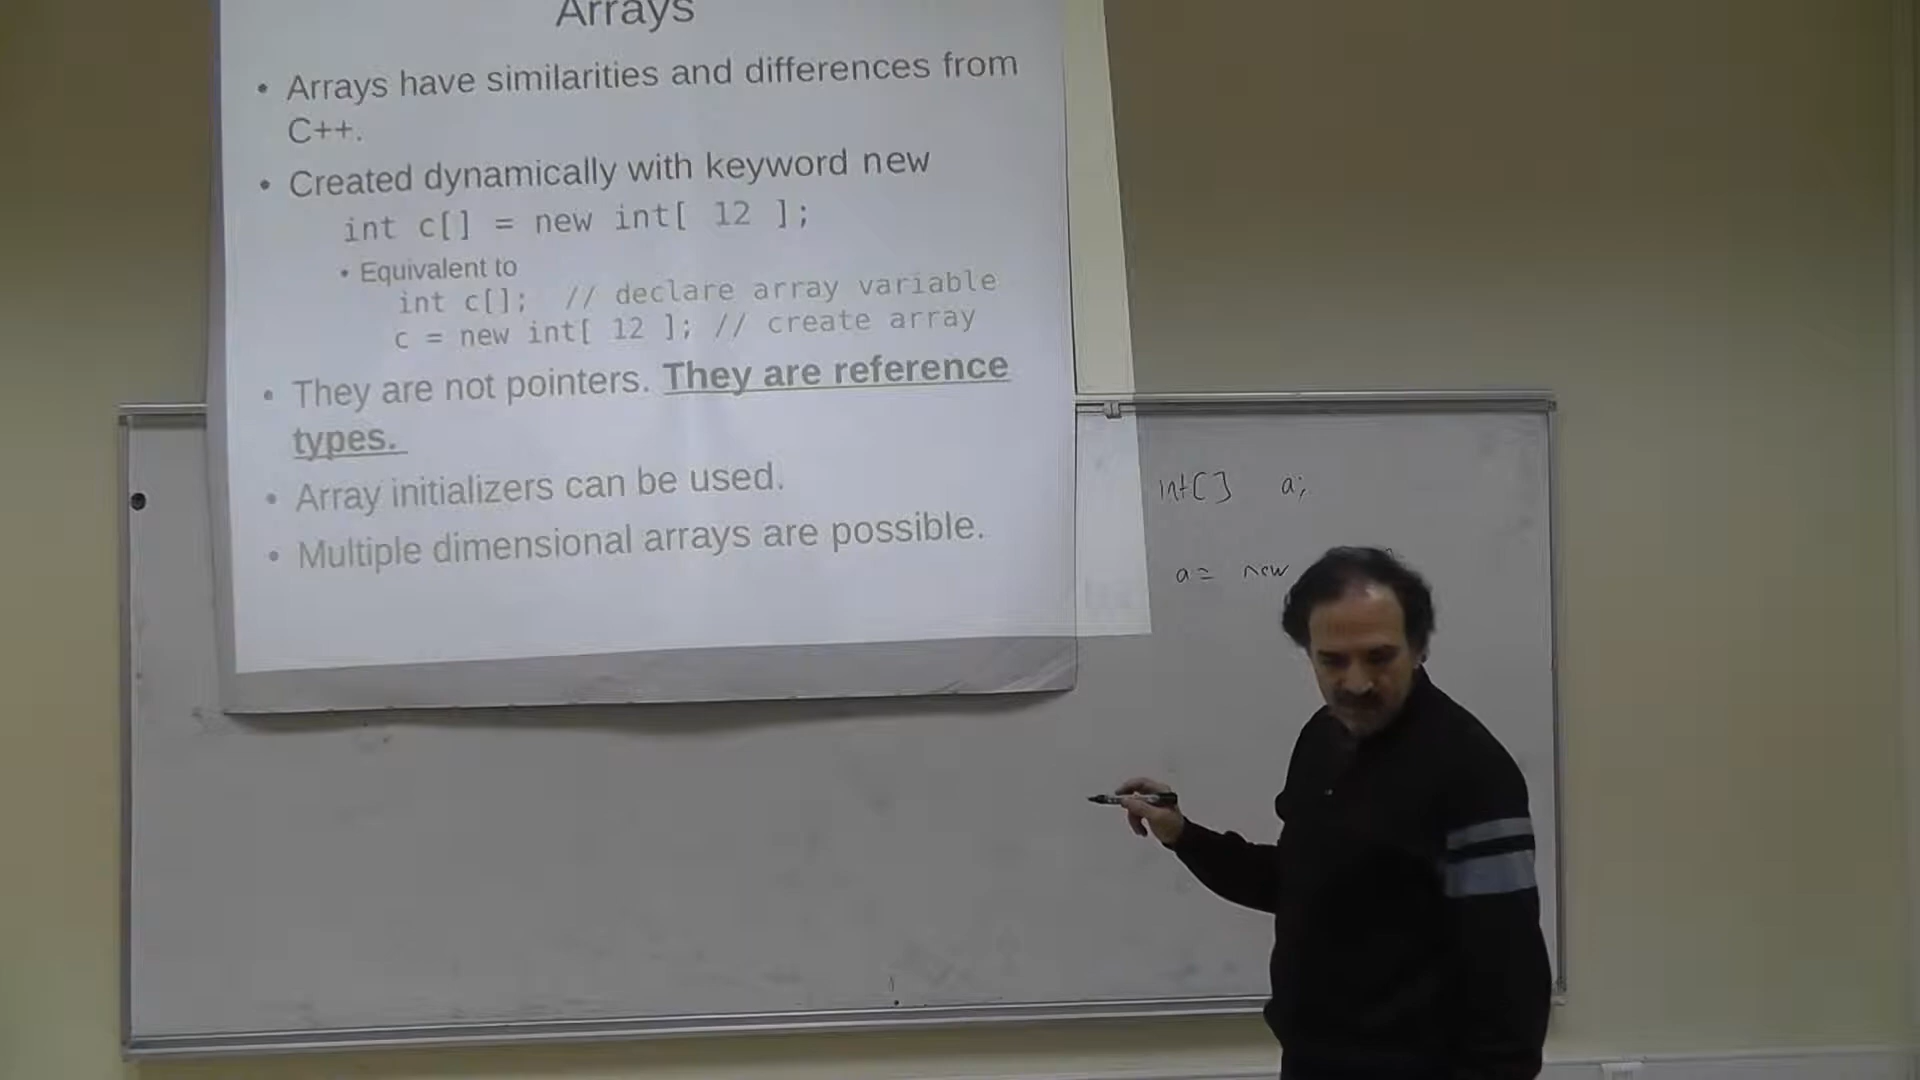 Arrays
• Arrays have similarities and differences from
C++.
• Created dynamically with keyword new
int c[] = new int[ 12 ];
• Equivalent to
int c[];  // declare array variable
c = new int[ 12 ]; // create array
• They are not pointers. They are reference
types.
• Array initializers can be used.
• Multiple dimensional arrays are possible.
int[] a;
a = new